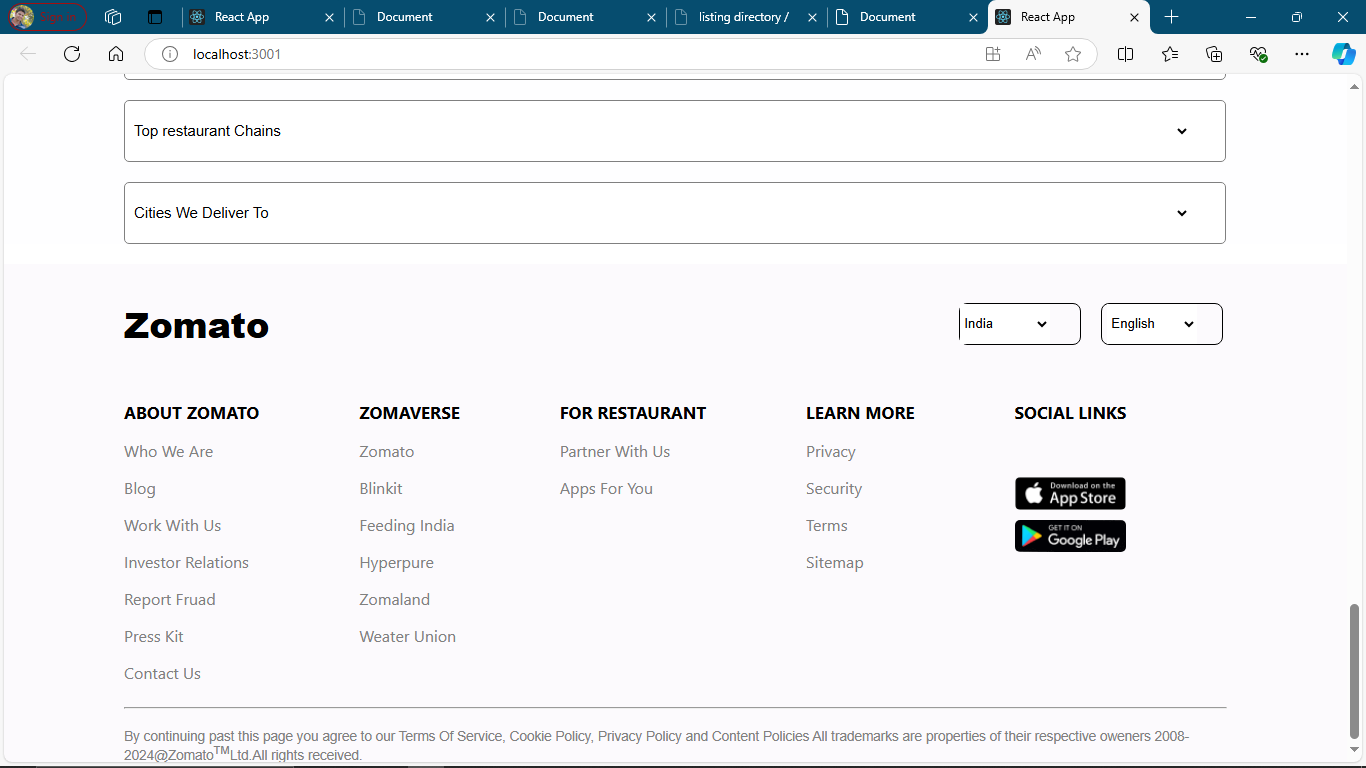 Sign in
React App
Document
Document
listing directory /
Document
React App
localhost:3001
Top restaurant Chains
Cities We Deliver To
Zomato
India
English
ABOUT ZOMATO
Who We Are
Blog
Work With Us
Investor Relations
Report Fruad
Press Kit
Contact Us
ZOMAVERSE
Zomato
Blinkit
Feeding India
Hyperpure
Zomaland
Weater Union
FOR RESTAURANT
Partner With Us
Apps For You
LEARN MORE
Privacy
Security
Terms
Sitemap
SOCIAL LINKS
Download on the
App Store
GET IT ON
Google Play
By continuing past this page you agree to our Terms Of Service, Cookie Policy, Privacy Policy and Content Policies All trademarks are properties of their respective oweners 2008-
2024@Zomato™Ltd.All rights received.